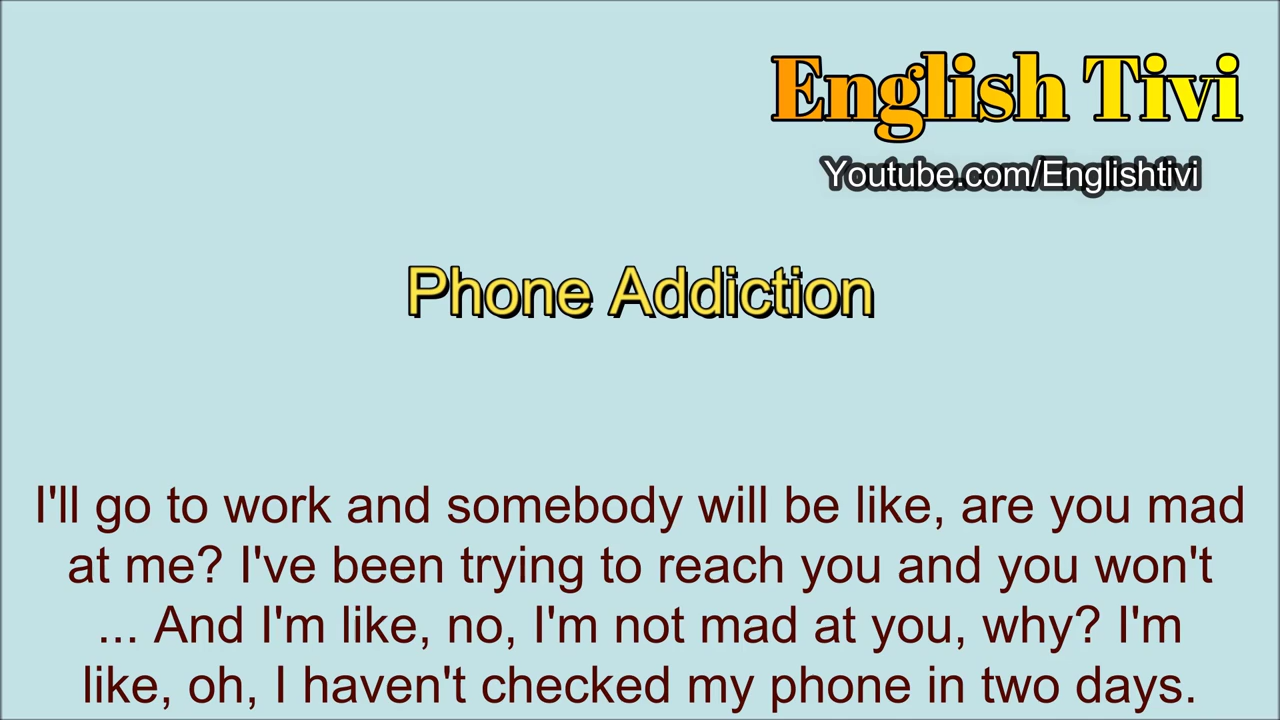 English Tivi
Youtube.com/Englishtivi
Phone Addiction
I'll go to work and somebody will be like, are you mad
at me? I've been trying to reach you and you won't
... And I'm like, no, I'm not mad at you, why? I'm
like, oh, I haven't checked my phone in two days.